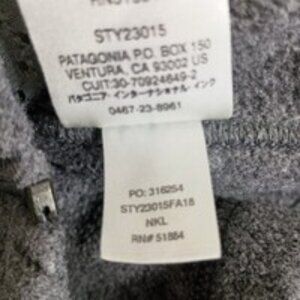 STY23015
PATAGONIA P.O. BOX 150
VENTURA, CA 93002 US
CUIT:30-70924649-2
パタゴニア・インターナショナル・インク
0467-23-8961
PO: 316254
STY23015FA18
NKL
RN# 51884